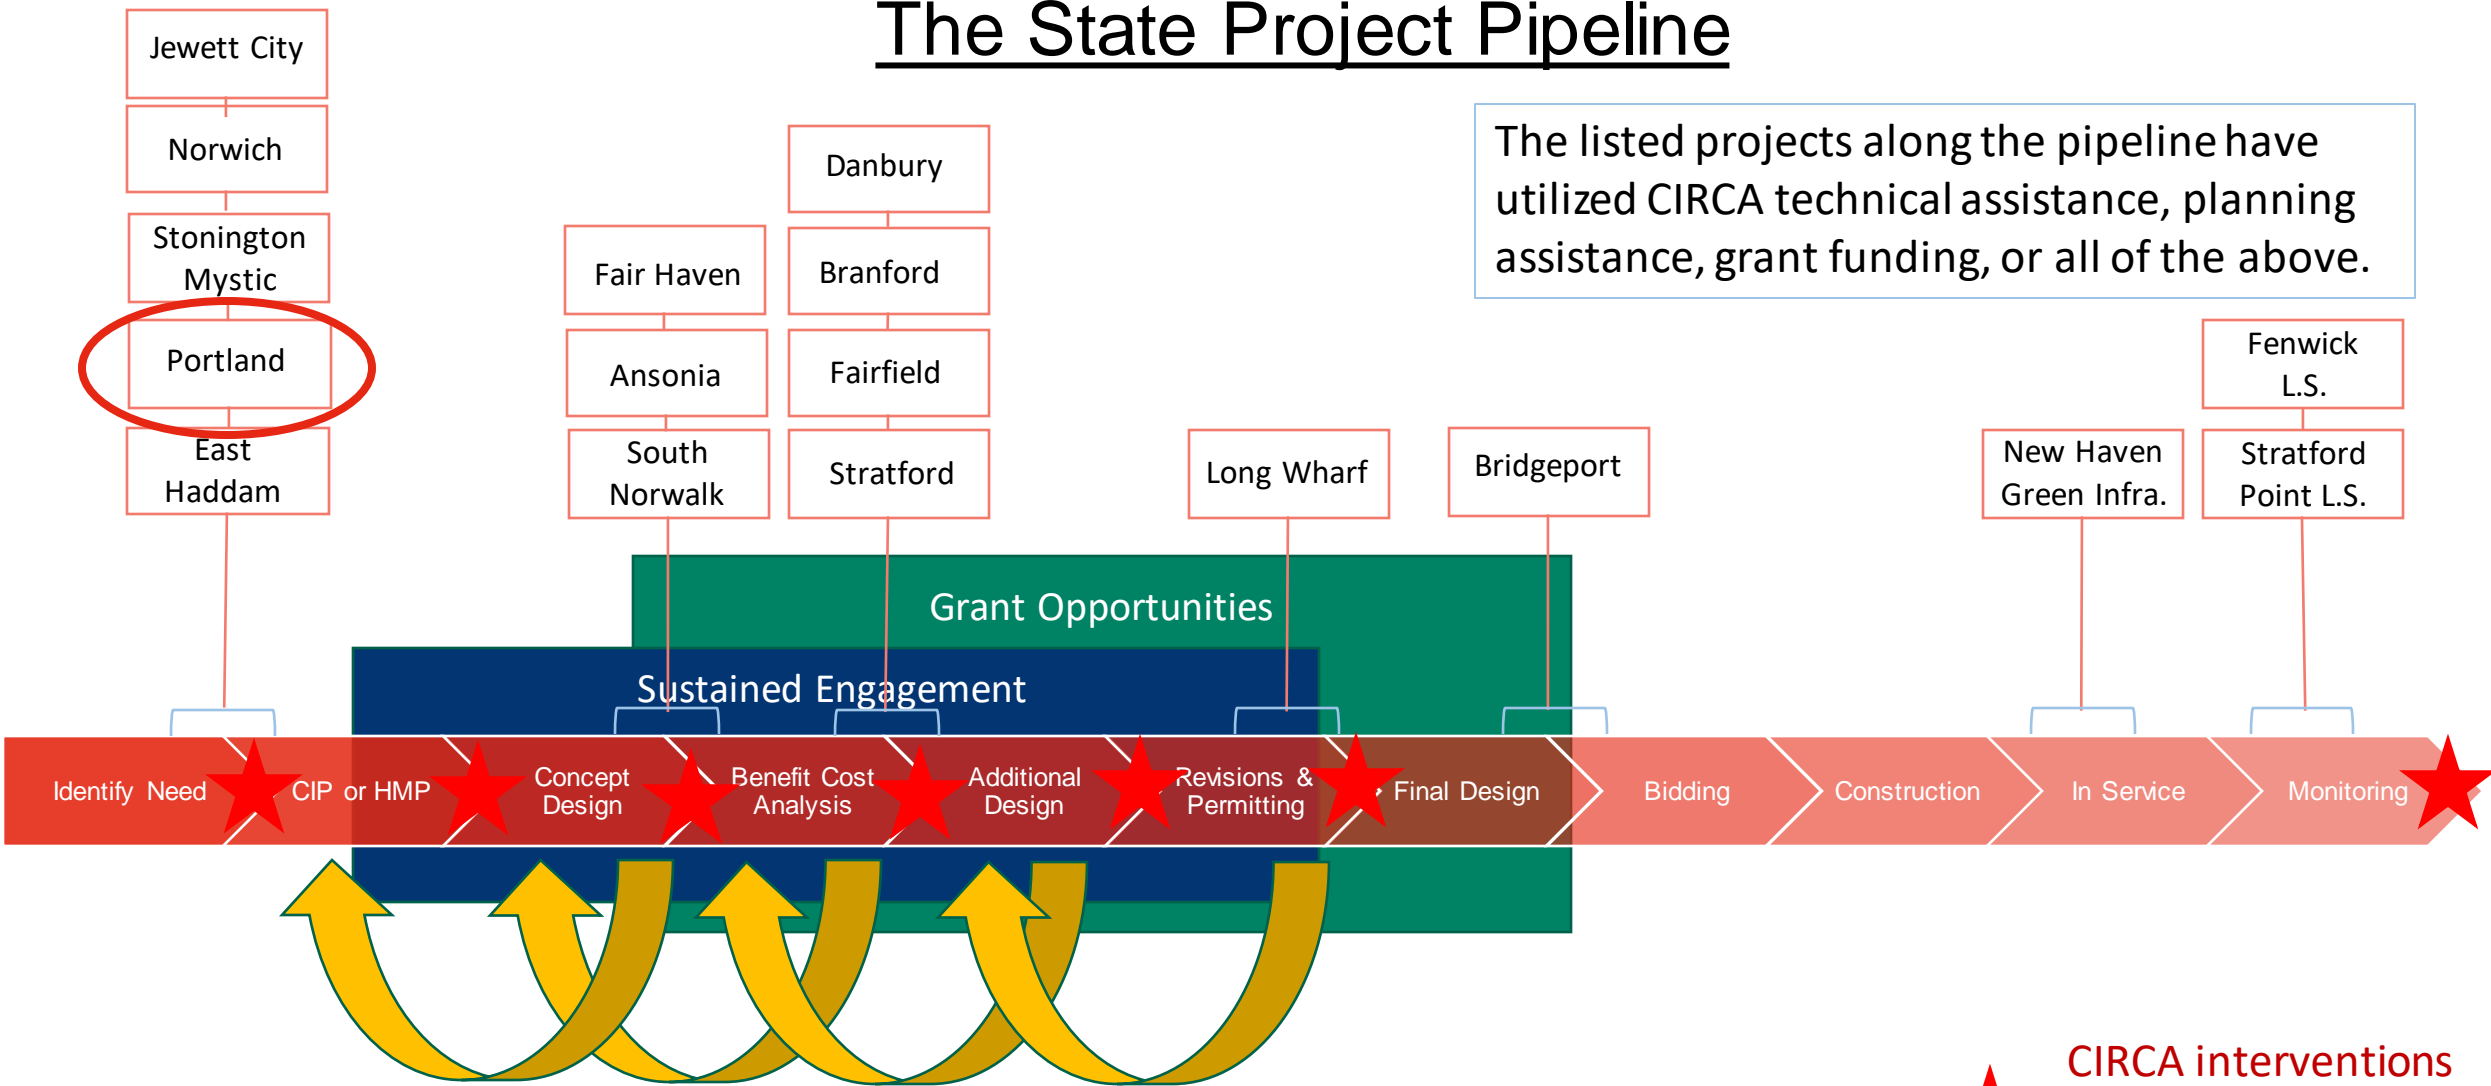 The State Project Pipeline
Jewett City
Norwich
Stonington
Mystic
Portland
East
Haddam
Fair Haven
Ansonia
South
Norwalk
Danbury
Branford
Fairfield
Stratford
The listed projects along the pipeline have
utilized CIRCA technical assistance, planning
assistance, grant funding, or all of the above.
Long Wharf
Bridgeport
New Haven
Green Infra.
Fenwick
L.S.
Stratford
Point L.S.
Grant Opportunities
Sustained Engagement
Identify Need
CIP or HMP
Concept
Design
Benefit Cost
Analysis
Additional
Design
Revisions &
Permitting
Final Design
Bidding
Construction
In Service
Monitoring
CIRCA interventions